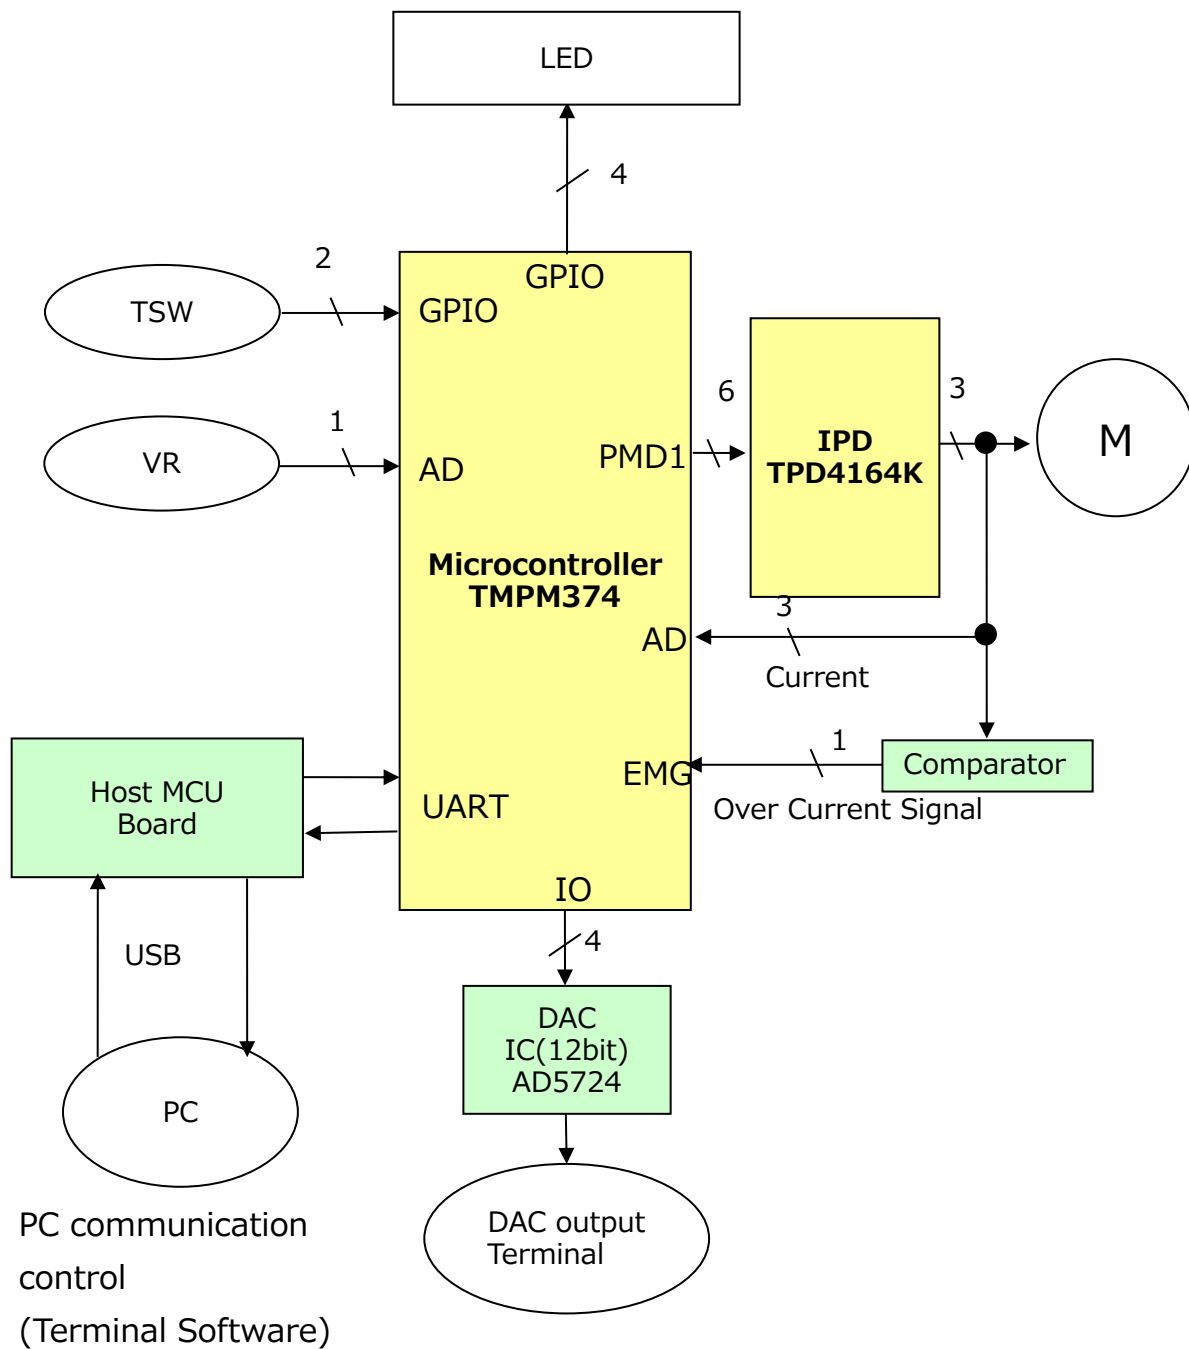 LED
4
2
GPIO
TSW
GPIO
1
6
3
VR
AD
PMD1
IPD
TPD4164K
M
Microcontroller
TMPM374
3
AD
Current
1
Host MCU
Board
EMG
Comparator
UART
Over Current Signal
IO
USB
4
DAC
IC(12bit)
AD5724
PC
PC communication
control
(Terminal Software)
DAC output
Terminal